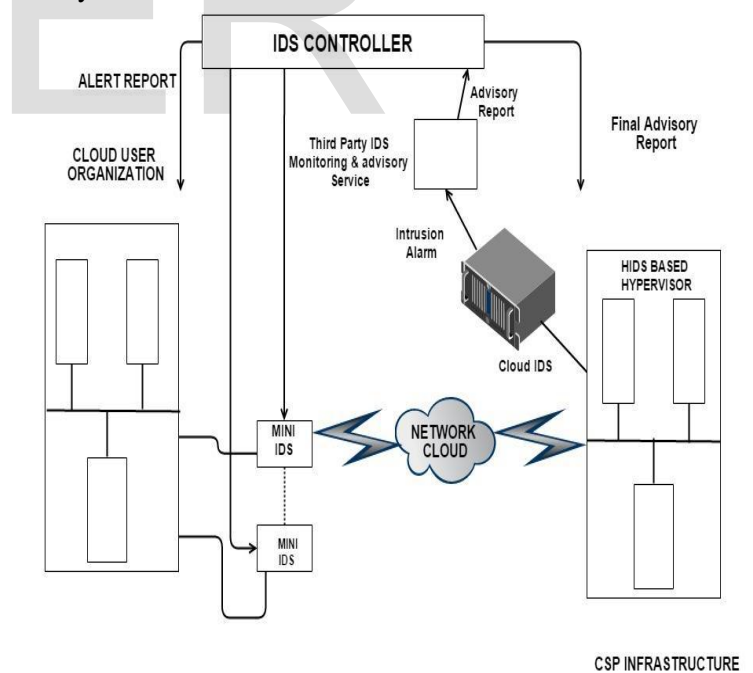 ER
IDS CONTROLLER
ALERT REPORT
Advisory
Report
Final Advisory
Report
Third Party IDS
Monitoring & advisory
Service
CLOUD USER
ORGANIZATION
Intrusion
Alarm
HIDS BASED
HYPERVISOR
Cloud IDS
MINI
IDS
NETWORK
CLOUD
MINI
IDS
CSP INFRASTRUCTURE